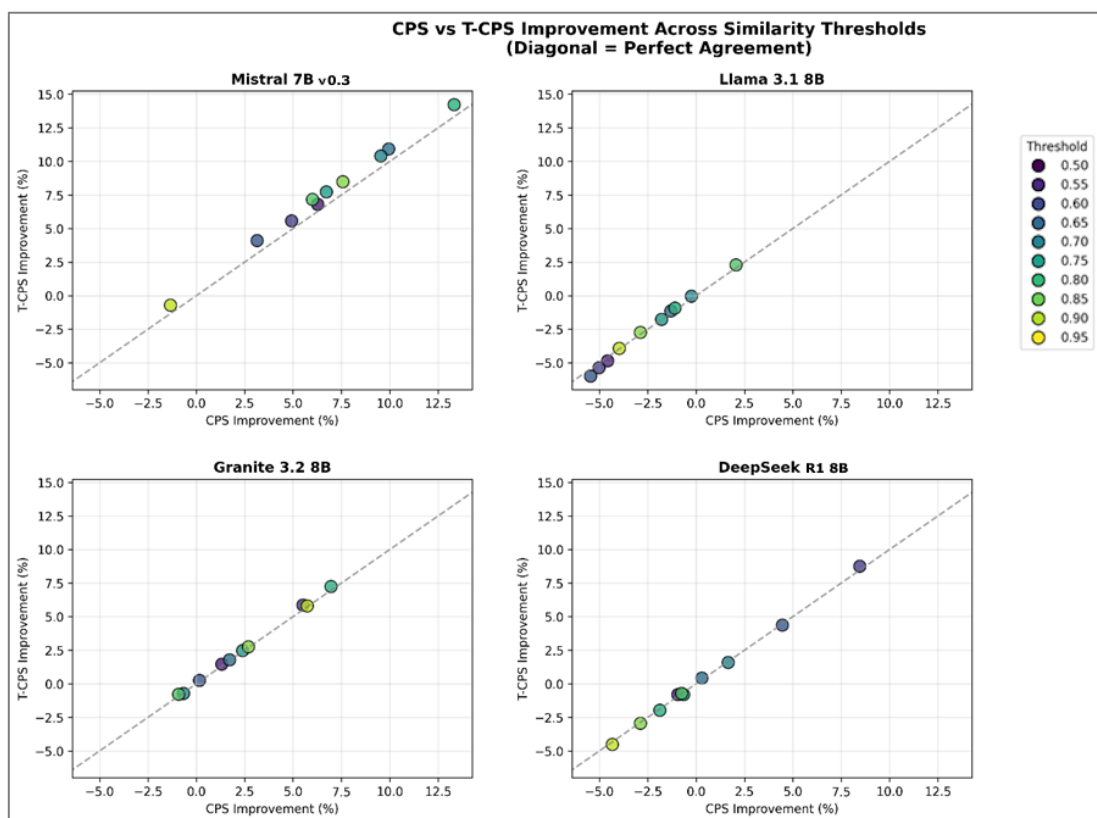 CPS vs T-CPS Improvement Across Similarity Thresholds
(Diagonal = Perfect Agreement)
Mistral 7B v0.3
T-CPS Improvement (%)
15.0
12.5
10.0
7.5
5.0
2.5
0.0
−2.5
−5.0
−5.0 −2.5 0.0 2.5 5.0 7.5 10.0 12.5
CPS Improvement (%)
Llama 3.1 8B
T-CPS Improvement (%)
15.0
12.5
10.0
7.5
5.0
2.5
0.0
−2.5
−5.0
−5.0 −2.5 0.0 2.5 5.0 7.5 10.0 12.5
CPS Improvement (%)
Threshold
0.50
0.55
0.60
0.65
0.70
0.75
0.80
0.85
0.90
0.95
Granite 3.2 8B
T-CPS Improvement (%)
15.0
12.5
10.0
7.5
5.0
2.5
0.0
−2.5
−5.0
−5.0 −2.5 0.0 2.5 5.0 7.5 10.0 12.5
CPS Improvement (%)
DeepSeek R1 8B
T-CPS Improvement (%)
15.0
12.5
10.0
7.5
5.0
2.5
0.0
−2.5
−5.0
−5.0 −2.5 0.0 2.5 5.0 7.5 10.0 12.5
CPS Improvement (%)